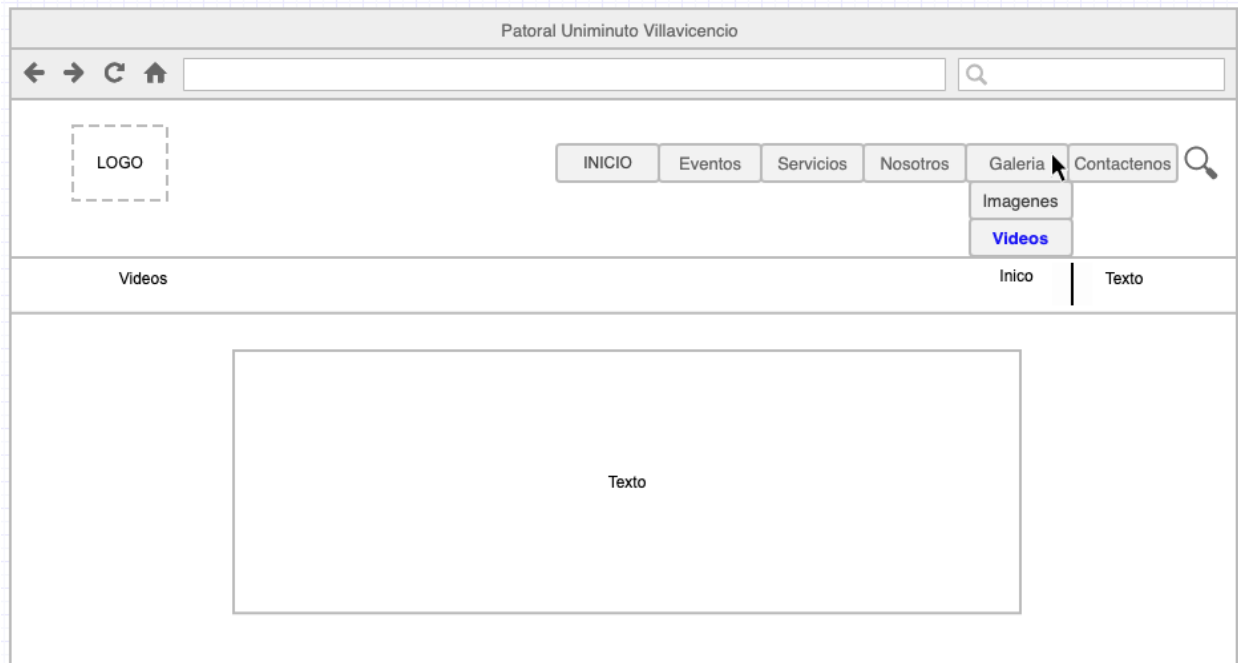 Patoral Uniminuto Villavicencio
LOGO
INICIO Eventos Servicios Nosotros Galeria Contactenos
Imagenes
Videos
Videos Inico Texto
Texto